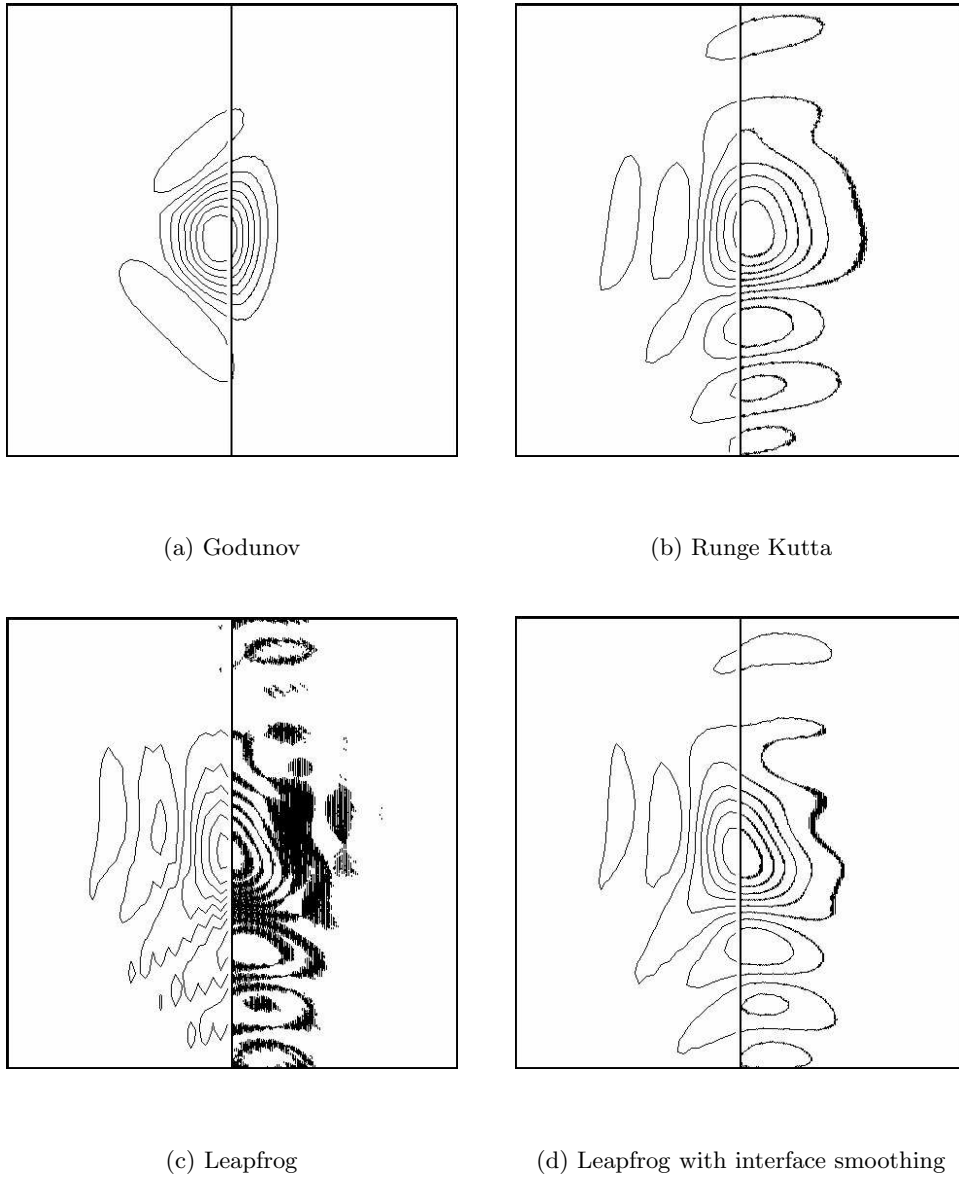 (a) Godunov
(b) Runge Kutta
(c) Leapfrog
(d) Leapfrog with interface smoothing